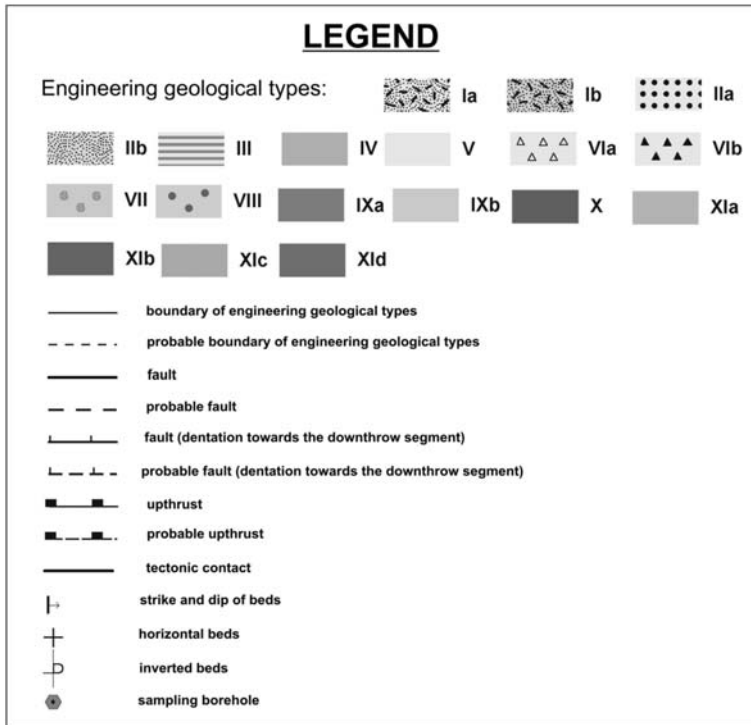 LEGEND
Engineering geological types: Ia Ib IIa
IIb III IV V VIa VIb
VII VIII IXa IXb X XIa
XIb XIc XId
boundary of engineering geological types
probable boundary of engineering geological types
fault
probable fault
fault (dentation towards the downthrow segment)
probable fault (dentation towards the downthrow segment)
upthrust
probable upthrust
tectonic contact
strike and dip of beds
horizontal beds
inverted beds
sampling borehole